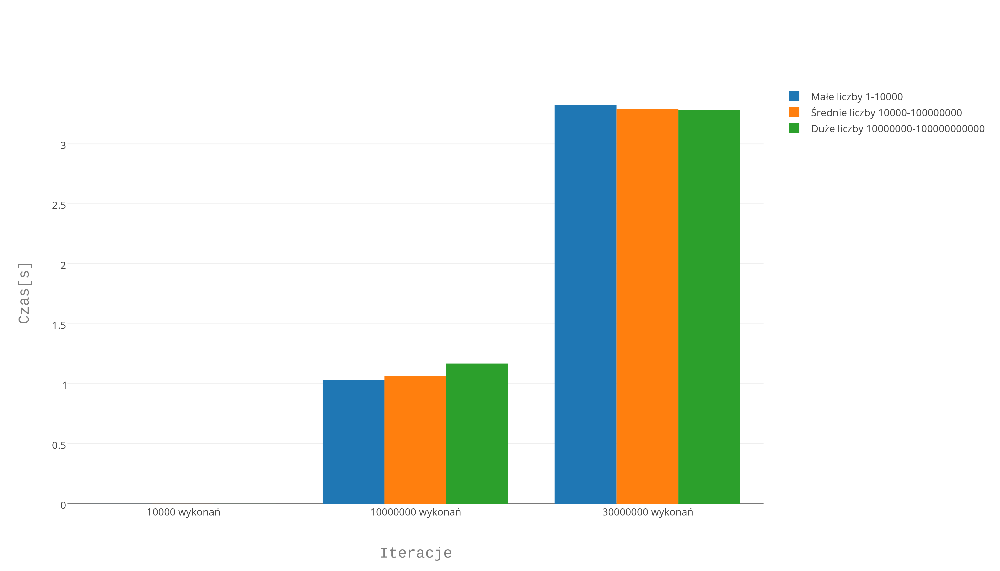 Małe liczby 1-10000
Średnie liczby 10000-100000000
Duże liczby 10000000-100000000000
3
2.5
2
1.5
1
0.5
0
Czas[s]
10000 wykonań
10000000 wykonań
30000000 wykonań
Iteracje